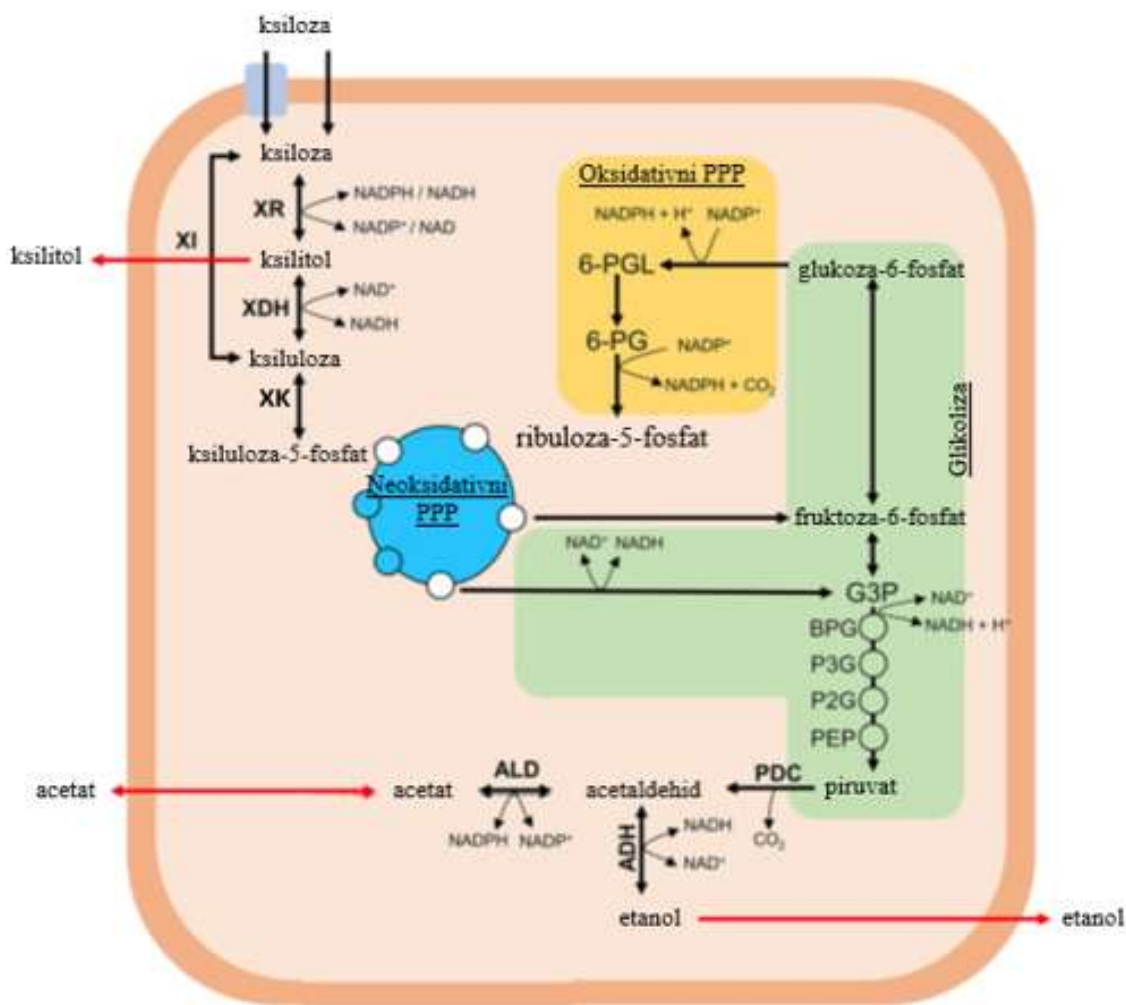 ksiloza
ksiloza
XR
NADPH / NADH
NADP⁺ / NAD
XI
ksilitol
ksilitol
XDH
NAD⁺
NADH
ksiluloza
XK
ksiluloza-5-fosfat
Oksidativni PPP
NADPH + H⁺
NADP⁺
6-PGL
glukoza-6-fosfat
6-PG
NADP⁺
NADPH + CO₂
ribuloza-5-fosfat
Glikoliza
Neoksidativni
PPP
fruktoza-6-fosfat
NAD⁺
NADH
G3P
NAD⁺
NADH + H⁺
BPG
P3G
P2G
PEP
piruvat
PDC
CO₂
acetaldehid
ALD
NADPH
NADP⁺
acetat
acetat
ADH
NADH
NAD⁺
etanol
etanol